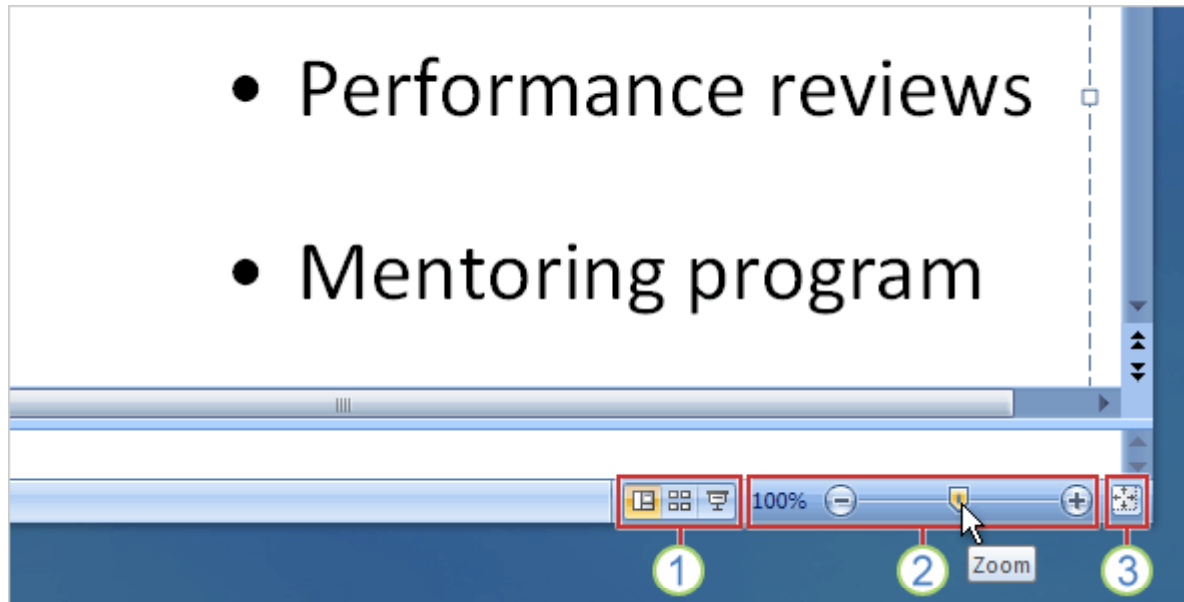 • Performance reviews
• Mentoring program
100%
Zoom
1 2 3